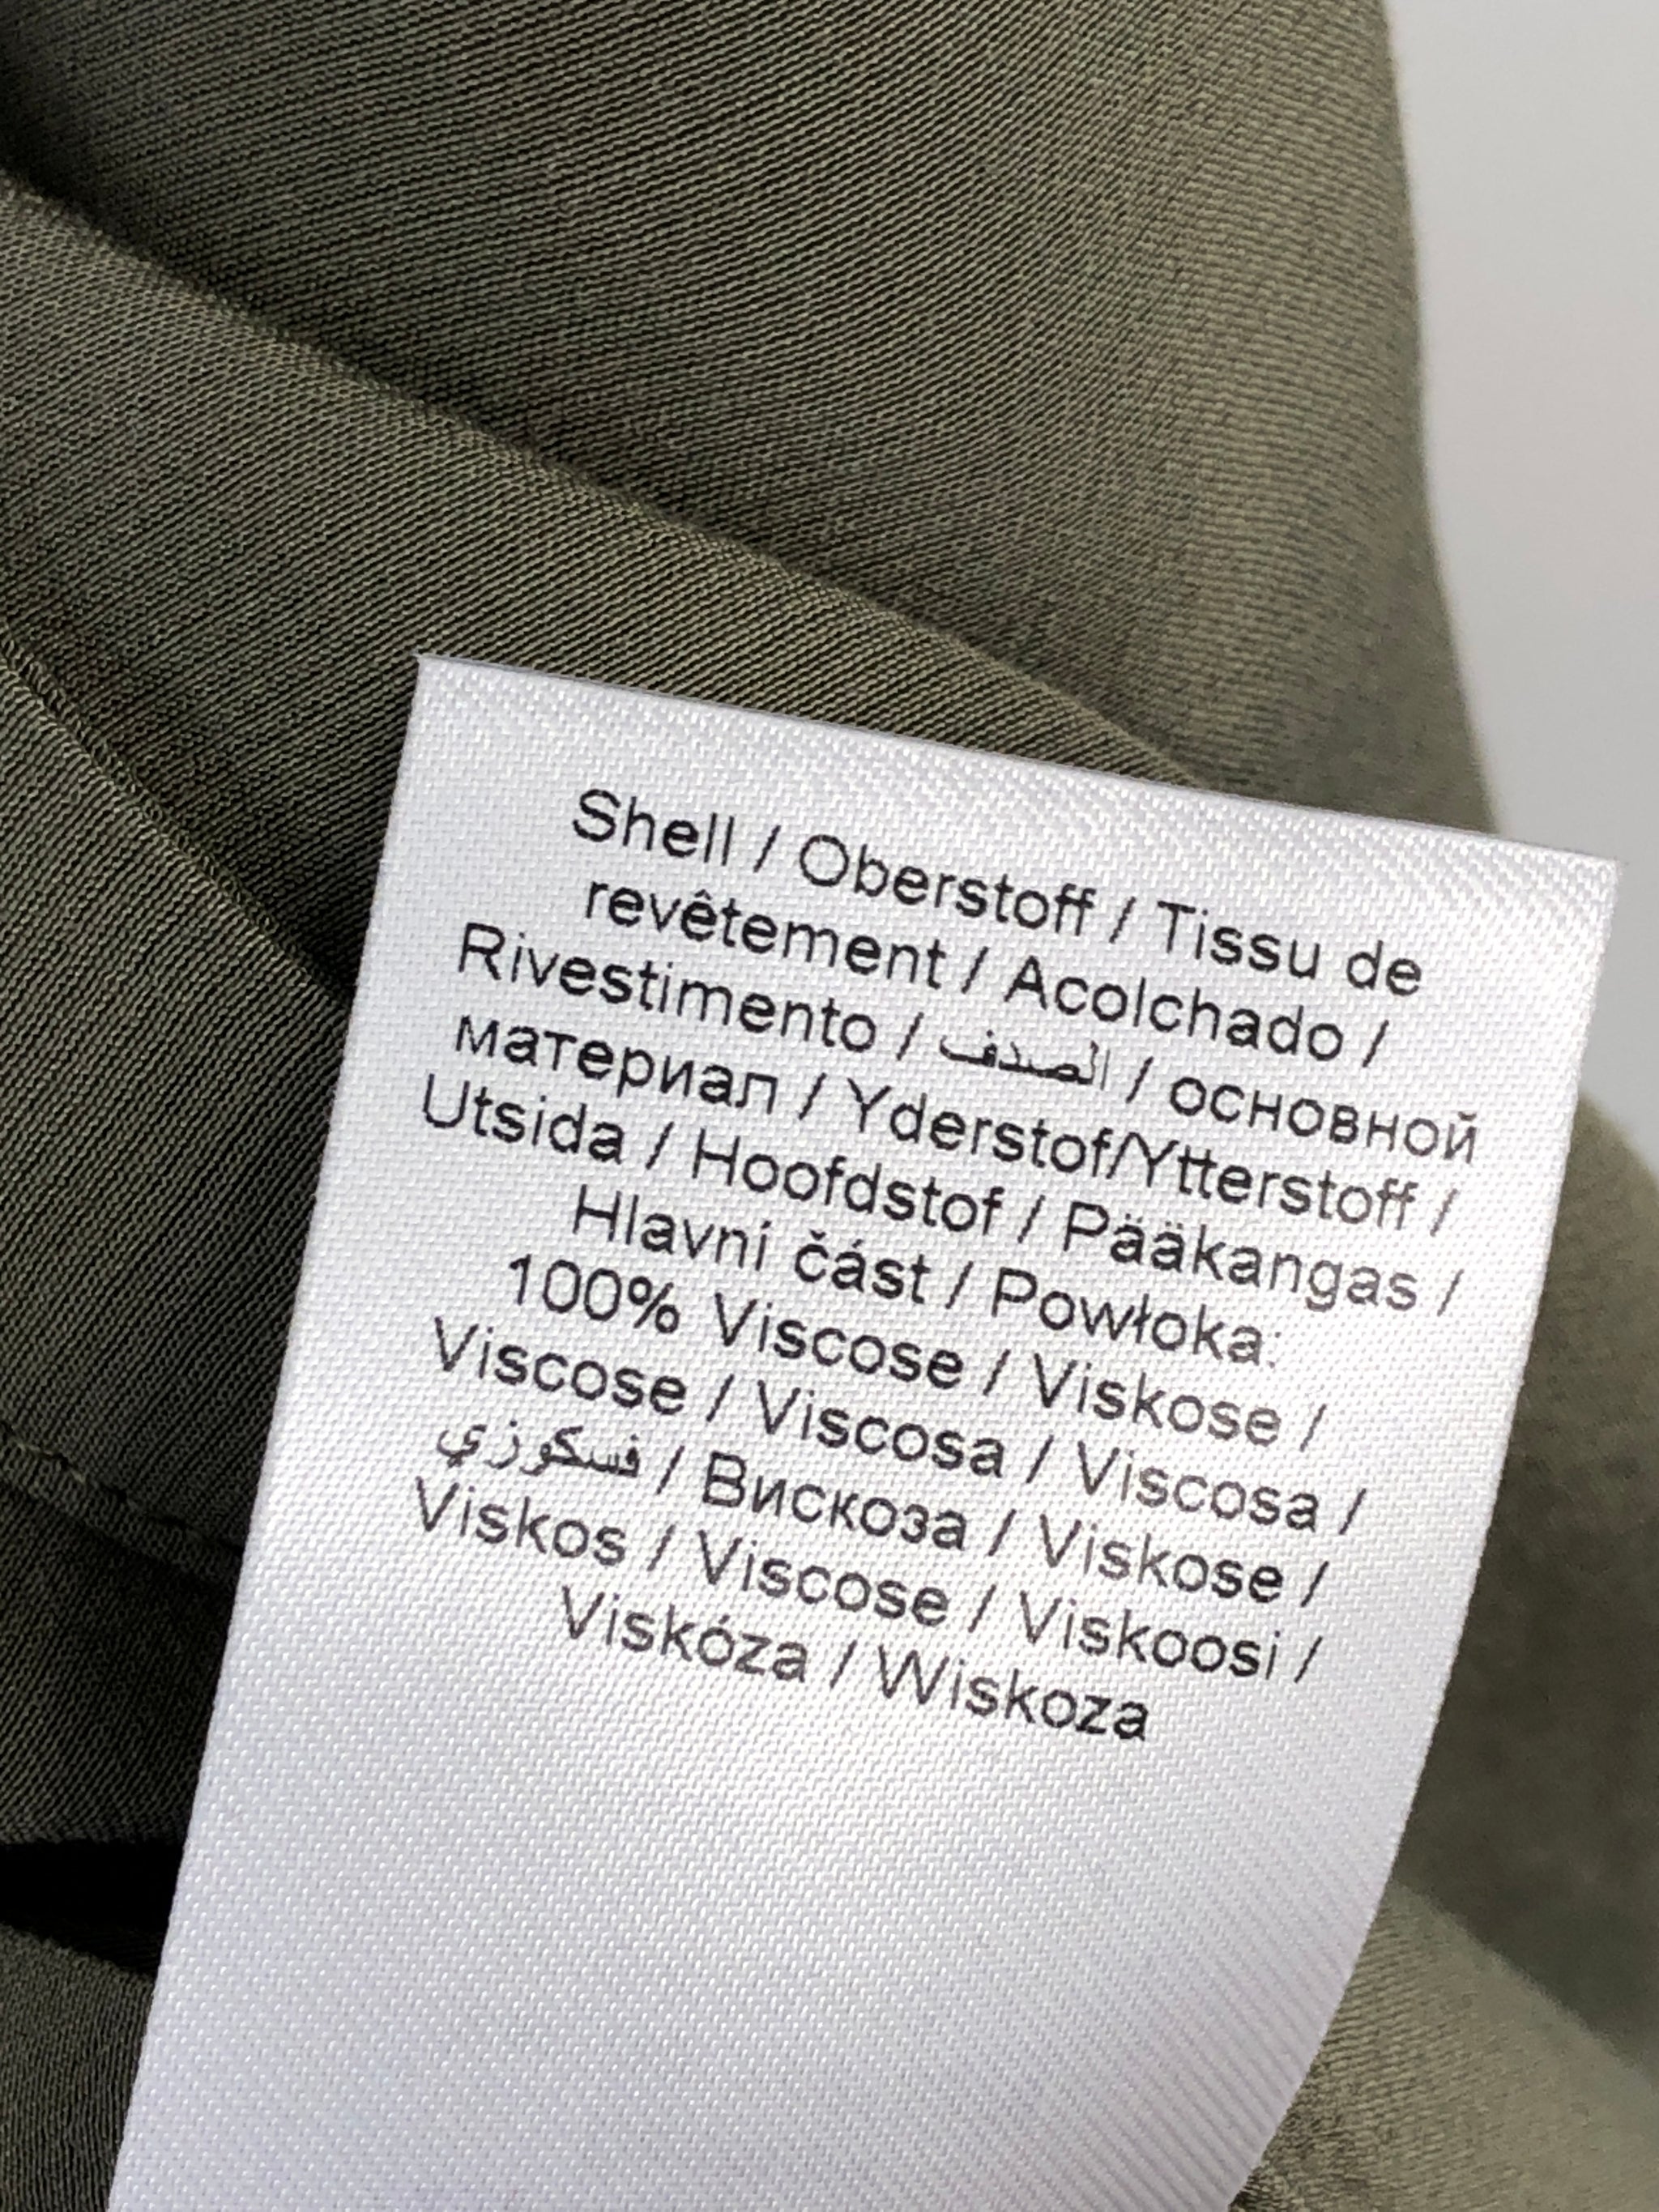 Shell / Oberstoff / Tissu de
revêtement / Acolchado /
Rivestimento / الصدف / основной
материал / Yderstof/Ytterstoff /
Utsida / Hoofdstof / Pääkangas /
Hlavní část / Powłoka:
100% Viscose / Viskose /
Viscose / Viscosa / Viscosa /
فسكوزي / Вискоза / Viskose /
Viskos / Viscose / Viskoosi /
Viskóza / Wiskoza